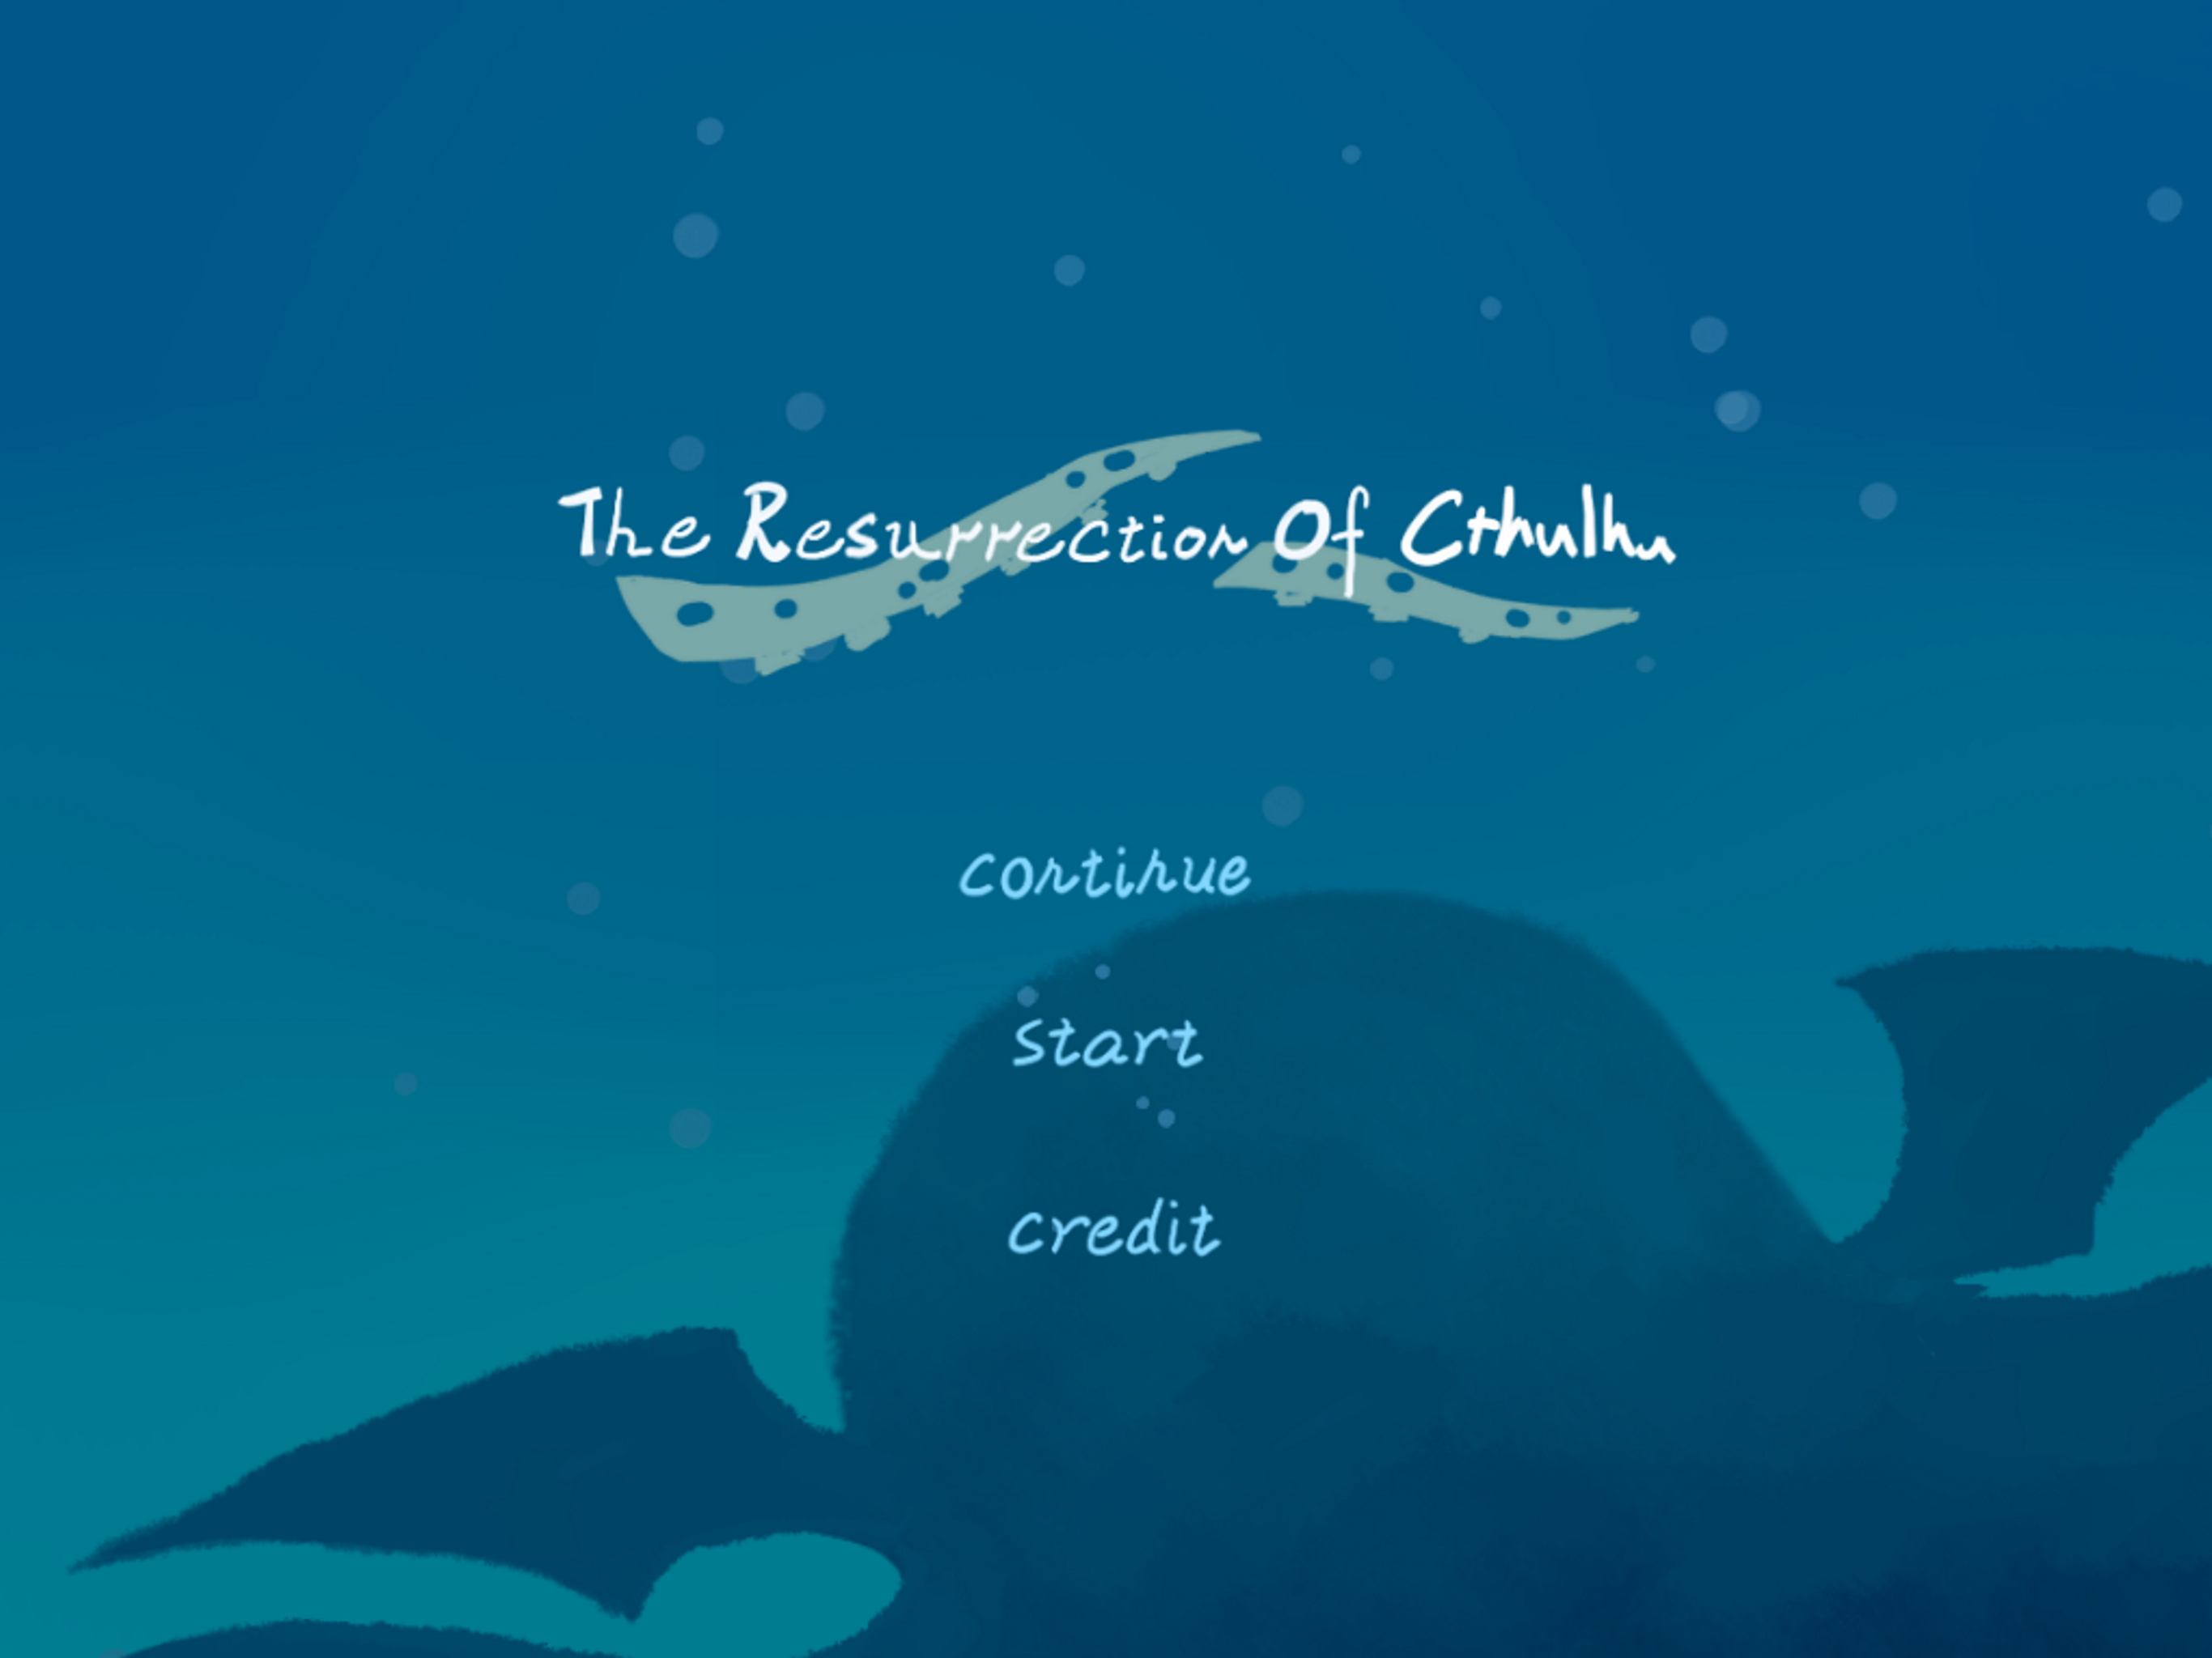 The Resurrection Of Cthulhu
continue
start
credit